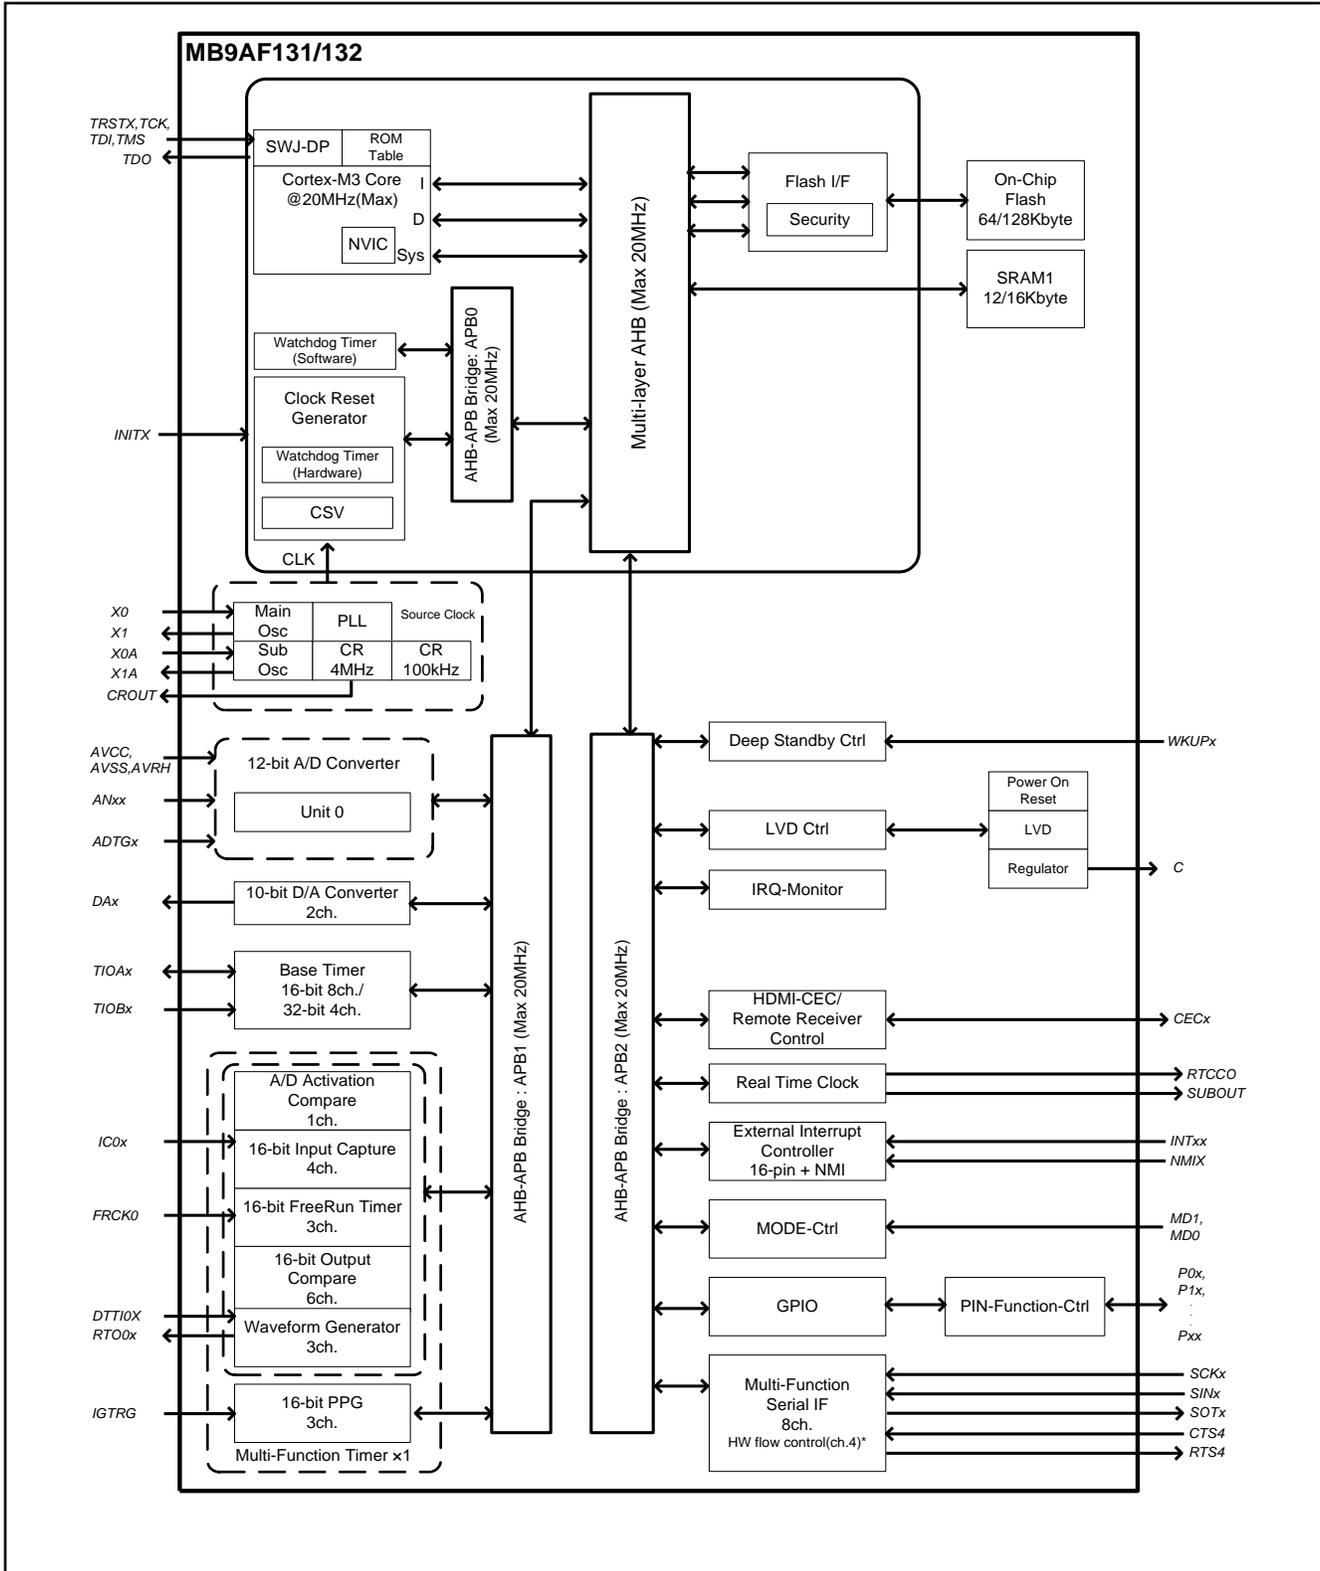 MB9AF131/132
TRSTX,TCK,
TDI,TMS
TDO
SWJ-DP
ROM
Table
Cortex-M3 Core
@20MHz(Max)
I
D
Sys
NVIC
Multi-layer AHB (Max 20MHz)
Flash I/F
Security
On-Chip
Flash
64/128Kbyte
SRAM1
12/16Kbyte
AHB-APB Bridge: APB0
(Max 20MHz)
Watchdog Timer
(Software)
Clock Reset
Generator
INITX
Watchdog Timer
(Hardware)
CSV
CLK
X0
X1
X0A
X1A
CROUT
Main
Osc
PLL
Source Clock
Sub
Osc
CR
4MHz
CR
100kHz
AVCC,
AVSS,AVRH
ANxx
ADTGx
12-bit A/D Converter
Unit 0
DAx
10-bit D/A Converter
2ch.
TIOAx
TIOBx
Base Timer
16-bit 8ch./
32-bit 4ch.
A/D Activation
Compare
1ch.
IC0x
16-bit Input Capture
4ch.
FRCK0
16-bit FreeRun Timer
3ch.
16-bit Output
Compare
6ch.
DTTI0X
RTO0x
Waveform Generator
3ch.
IGTRG
16-bit PPG
3ch.
Multi-Function Timer ×1
AHB-APB Bridge : APB1 (Max 20MHz)
AHB-APB Bridge : APB2 (Max 20MHz)
Deep Standby Ctrl
WKUPx
LVD Ctrl
Power On
Reset
LVD
Regulator
C
IRQ-Monitor
HDMI-CEC/
Remote Receiver
Control
CECx
Real Time Clock
RTCCO
SUBOUT
External Interrupt
Controller
16-pin + NMI
INTxx
NMIX
MODE-Ctrl
MD1,
MD0
GPIO
PIN-Function-Ctrl
P0x,
P1x,
.
.
.
Pxx
Multi-Function
Serial IF
8ch.
HW flow control(ch.4)*
SCKx
SINx
SOTx
CTS4
RTS4